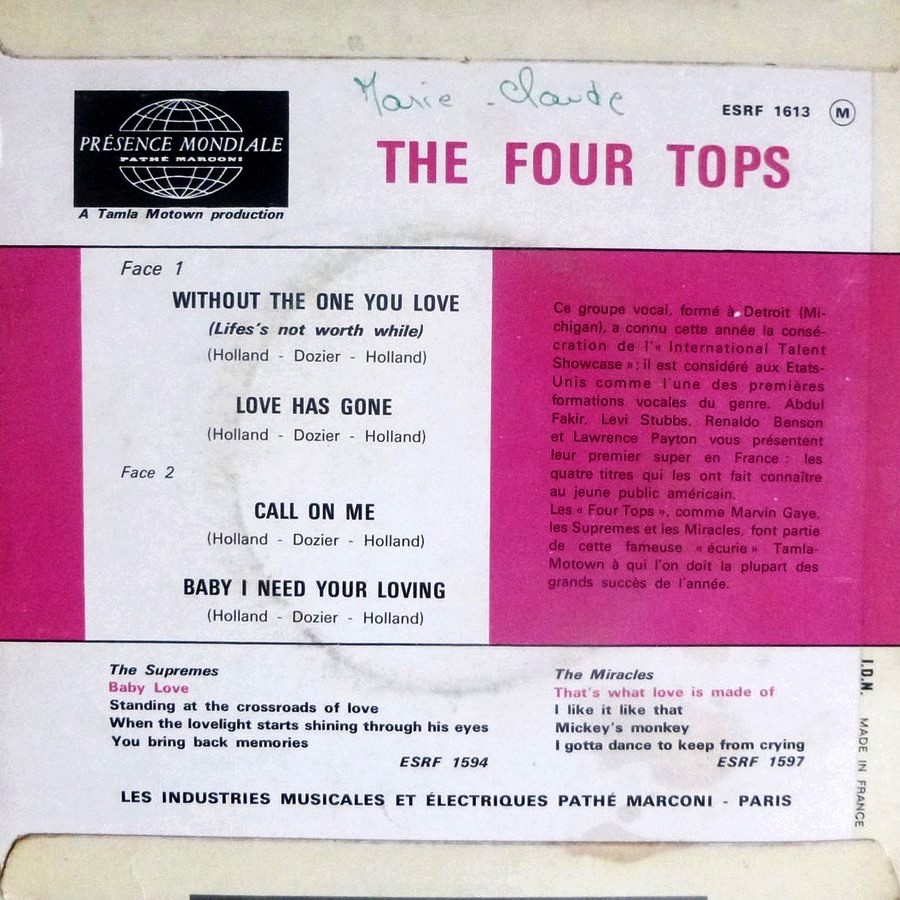 Marie-Claude
ESRF 1613 M
PRÉSENCE MONDIALE
PATHÉ MARCONI
A Tamla Motown production
THE FOUR TOPS
Face 1
WITHOUT THE ONE YOU LOVE
(Lifes's not worth while)
(Holland - Dozier - Holland)
LOVE HAS GONE
(Holland - Dozier - Holland)
Face 2
CALL ON ME
(Holland - Dozier - Holland)
BABY I NEED YOUR LOVING
(Holland - Dozier - Holland)
Ce groupe vocal, formé à Detroit (Mi-
chigan), a connu cette année la consé-
cration de l'« International Talent
Showcase » ; il est considéré aux Etats-
Unis comme l'une des premières
formations vocales du genre. Abdul
Fakir, Levi Stubbs, Renaldo Benson
et Lawrence Payton vous présentent
leur premier super en France : les
quatre titres qui les ont fait connaître
au jeune public américain.
Les « Four Tops », comme Marvin Gaye,
les Supremes et les Miracles, font partie
de cette fameuse « écurie » Tamla-
Motown à qui l'on doit la plupart des
grands succès de l'année.
The Supremes
Baby Love
Standing at the crossroads of love
When the lovelight starts shining through his eyes
You bring back memories
ESRF 1594
The Miracles
That's what love is made of
I like it like that
Mickey's monkey
I gotta dance to keep from crying
ESRF 1597
LES INDUSTRIES MUSICALES ET ÉLECTRIQUES PATHÉ MARCONI - PARIS
I.D.N. MADE IN FRANCE